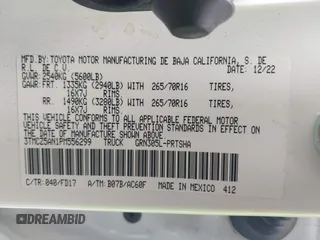 MFD.BY:TOYOTA MOTOR MANUFACTURING DE BAJA CALIFORNIA, S. DE
R.L. DE C.V. DATE: 12/22
GVWR: 2540KG (5600LB)
GAWR:FRT. 1335KG (2940LB) WITH 265/70R16 TIRES,
16X7J RIMS.
RR. 1490KG (3280LB) WITH 265/70R16 TIRES,
16X7J RIMS.
THIS VEHICLE CONFORMS TO ALL APPLICABLE FEDERAL MOTOR
VEHICLE SAFETY AND THEFT PREVENTION STANDARDS IN EFFECT
ON THE DATE OF MANUFACTURE SHOWN ABOVE.
3TMCZ5AN1PM556299 TRUCK GRN305L-PRTSHA
C/TR:040/FD17 A/TM:B07B/AC60F MADE IN MEXICO 412